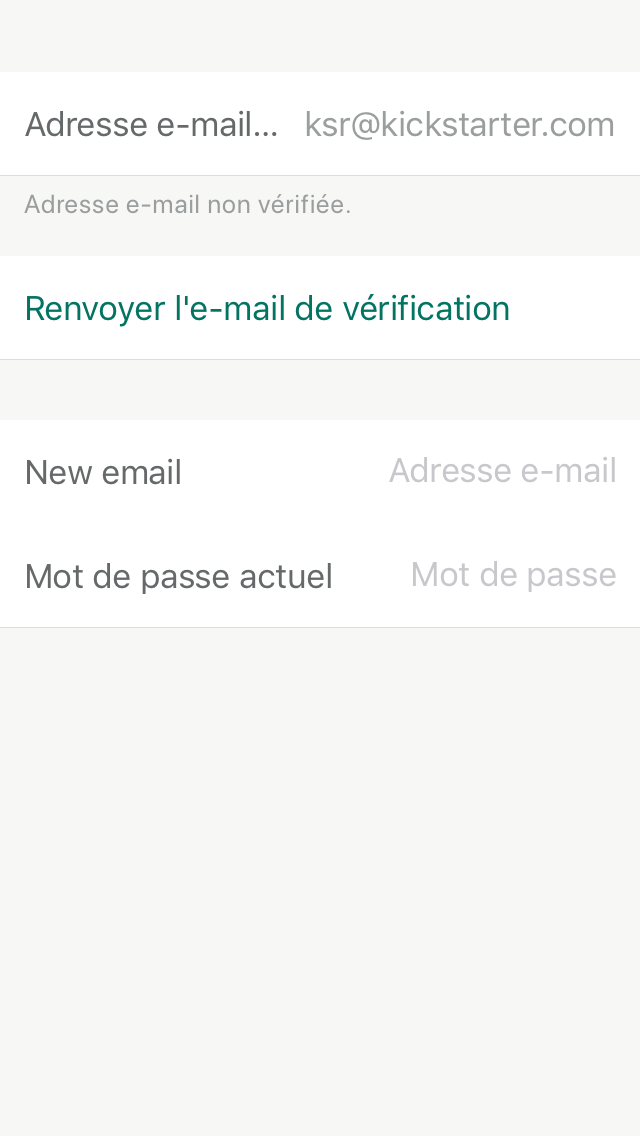 Adresse e-mail... ksr@kickstarter.com
Adresse e-mail non vérifiée.
Renvoyer l'e-mail de vérification
New email Adresse e-mail
Mot de passe actuel Mot de passe